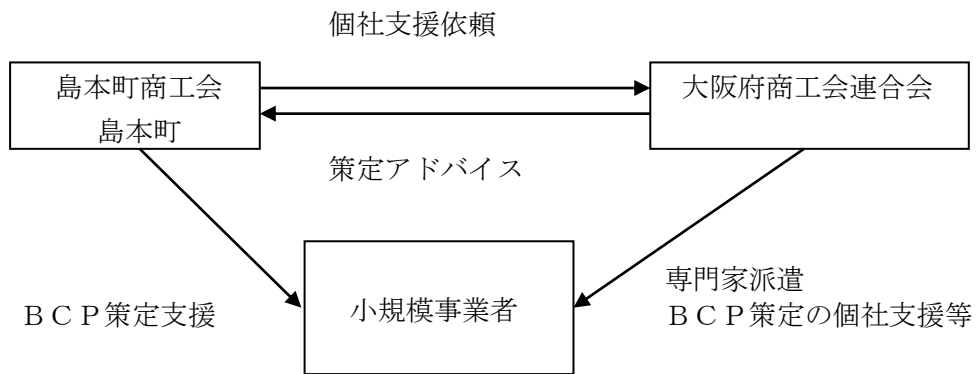 個社支援依頼
島本町商工会
島本町
大阪府商工会連合会
策定アドバイス
ＢＣＰ策定支援
小規模事業者
専門家派遣
ＢＣＰ策定の個社支援等